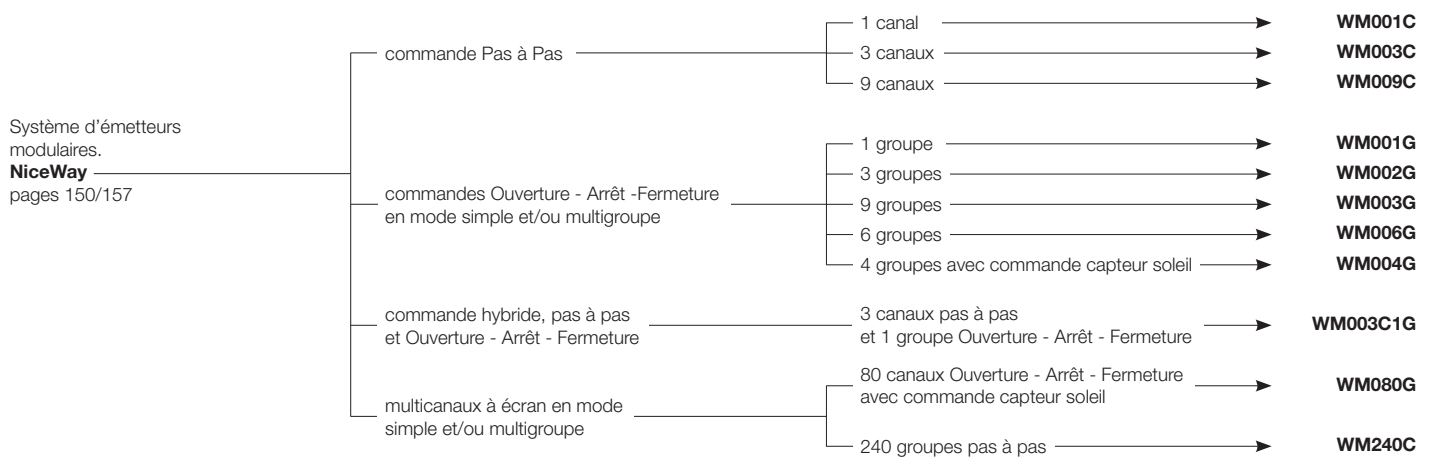 Système d'émetteurs
modulaires.
NiceWay
pages 150/157
commande Pas à Pas
1 canal
WM001C
3 canaux
WM003C
9 canaux
WM009C
commandes Ouverture - Arrêt -Fermeture
en mode simple et/ou multigroupe
1 groupe
WM001G
3 groupes
WM002G
9 groupes
WM003G
6 groupes
WM006G
4 groupes avec commande capteur soleil
WM004G
commande hybride, pas à pas
et Ouverture - Arrêt - Fermeture
3 canaux pas à pas
et 1 groupe Ouverture - Arrêt - Fermeture
WM003C1G
multicanaux à écran en mode
simple et/ou multigroupe
80 canaux Ouverture - Arrêt - Fermeture
avec commande capteur soleil
WM080G
240 groupes pas à pas
WM240C